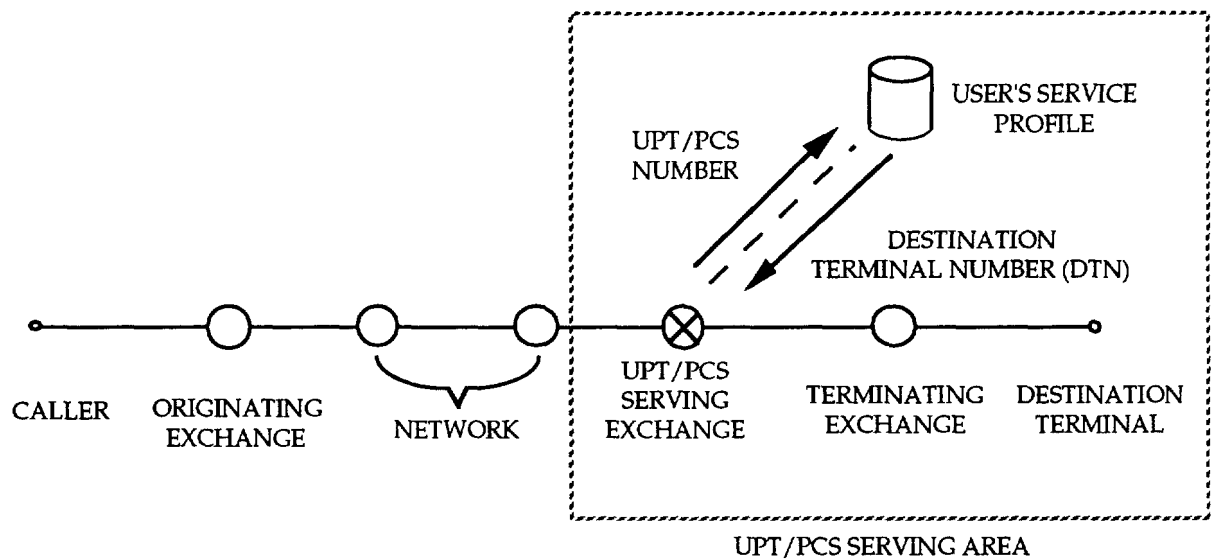 USER'S SERVICE
PROFILE
UPT/PCS
NUMBER
DESTINATION
TERMINAL NUMBER (DTN)
CALLER
ORIGINATING
EXCHANGE
NETWORK
UPT/PCS
SERVING
EXCHANGE
TERMINATING
EXCHANGE
DESTINATION
TERMINAL
UPT/PCS SERVING AREA